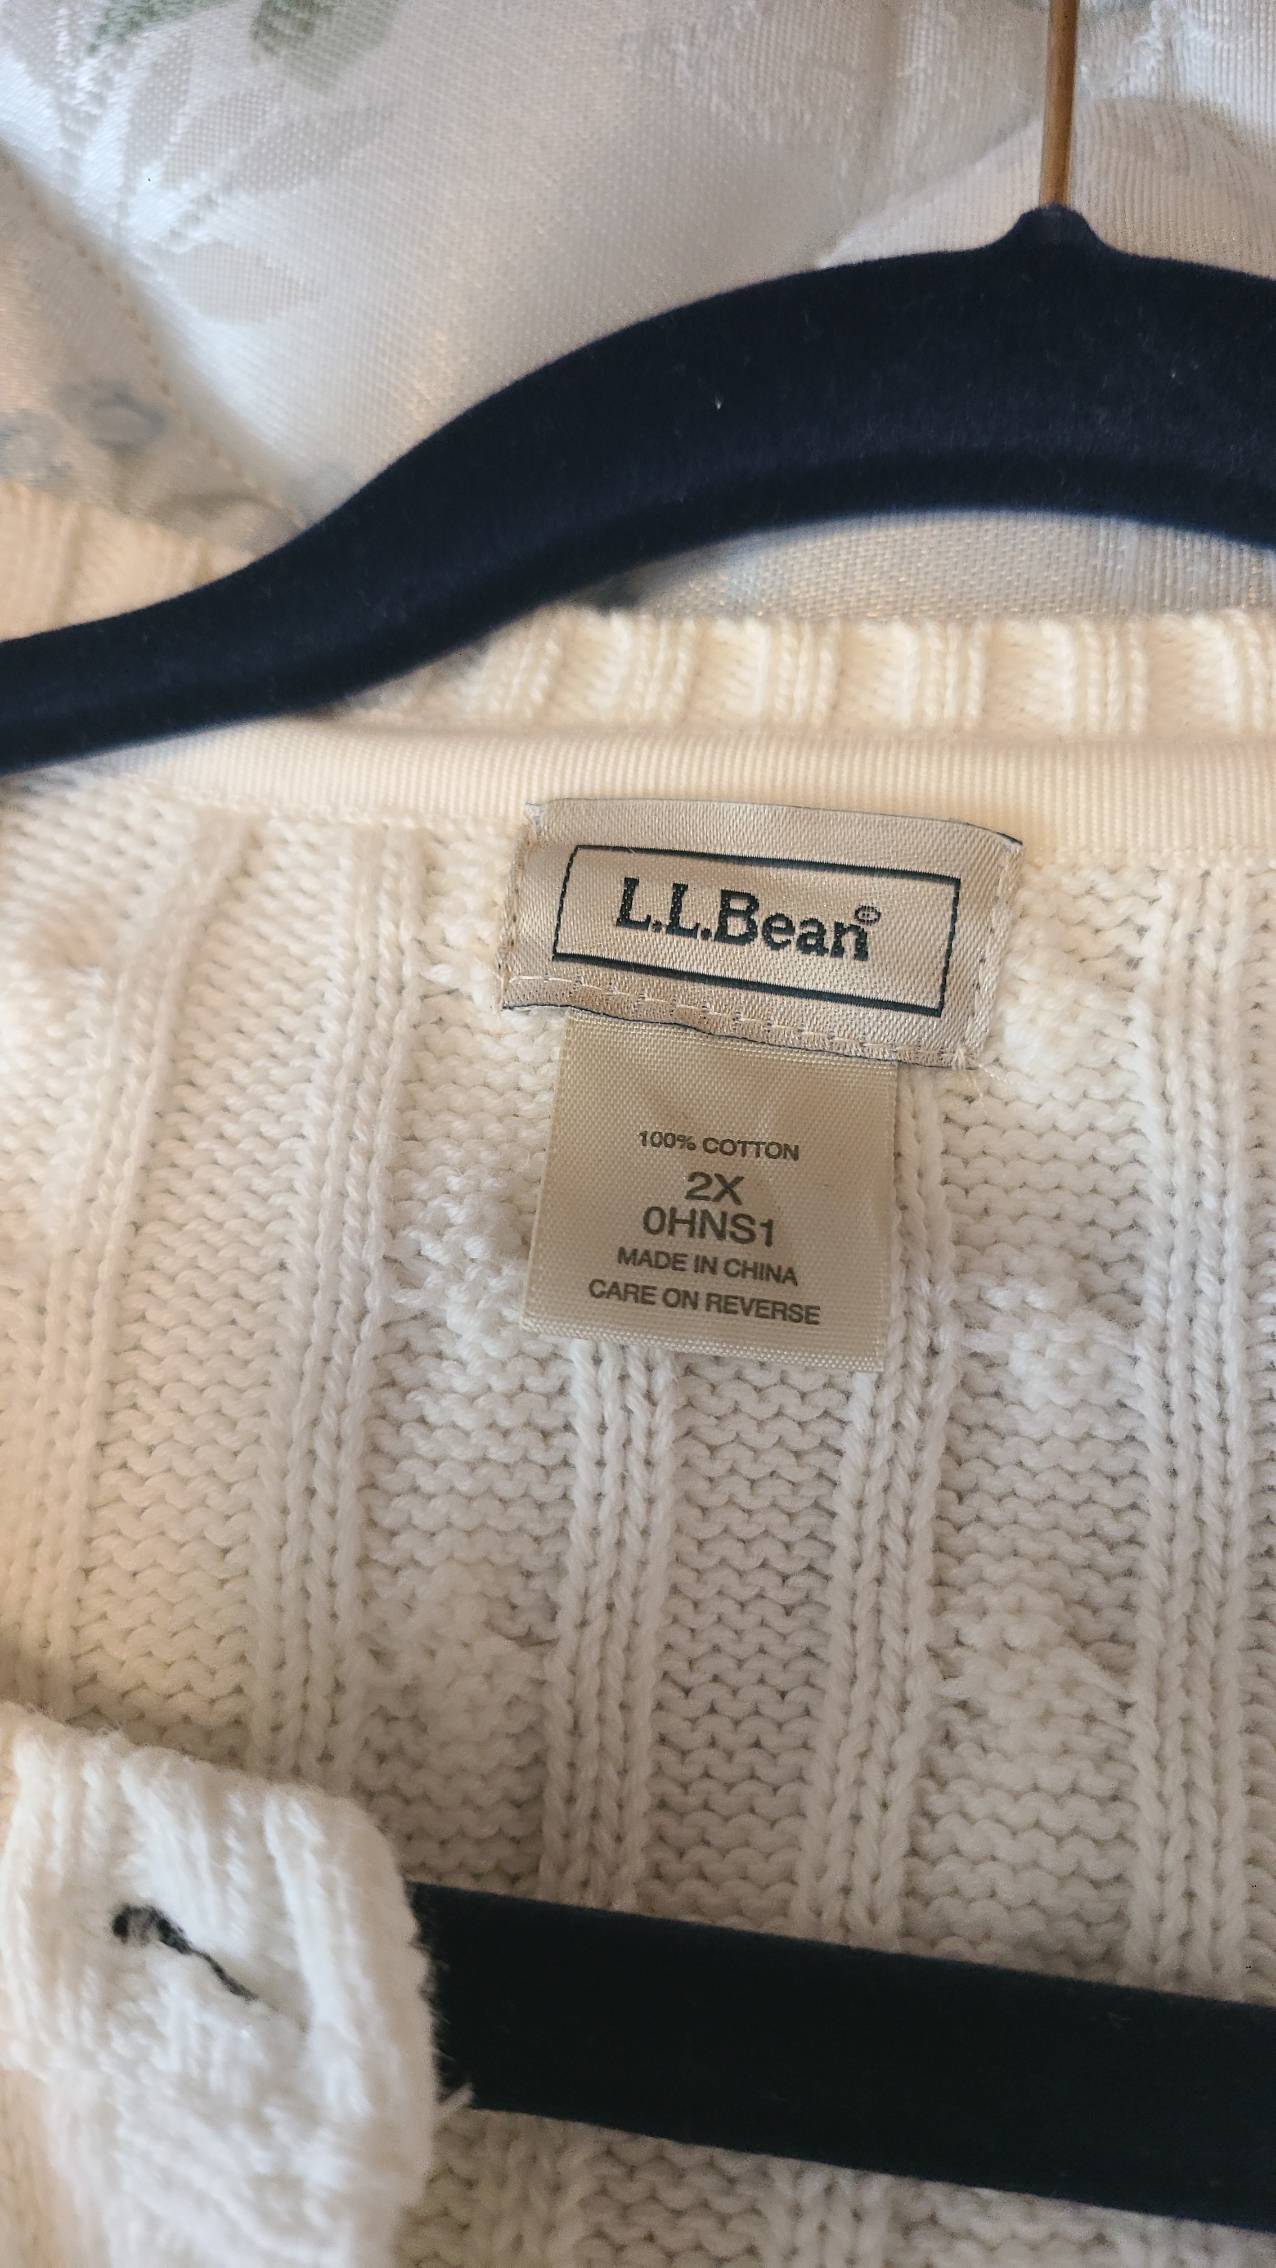 L.L.Bean®
100% COTTON
2X
0HNS1
MADE IN CHINA
CARE ON REVERSE